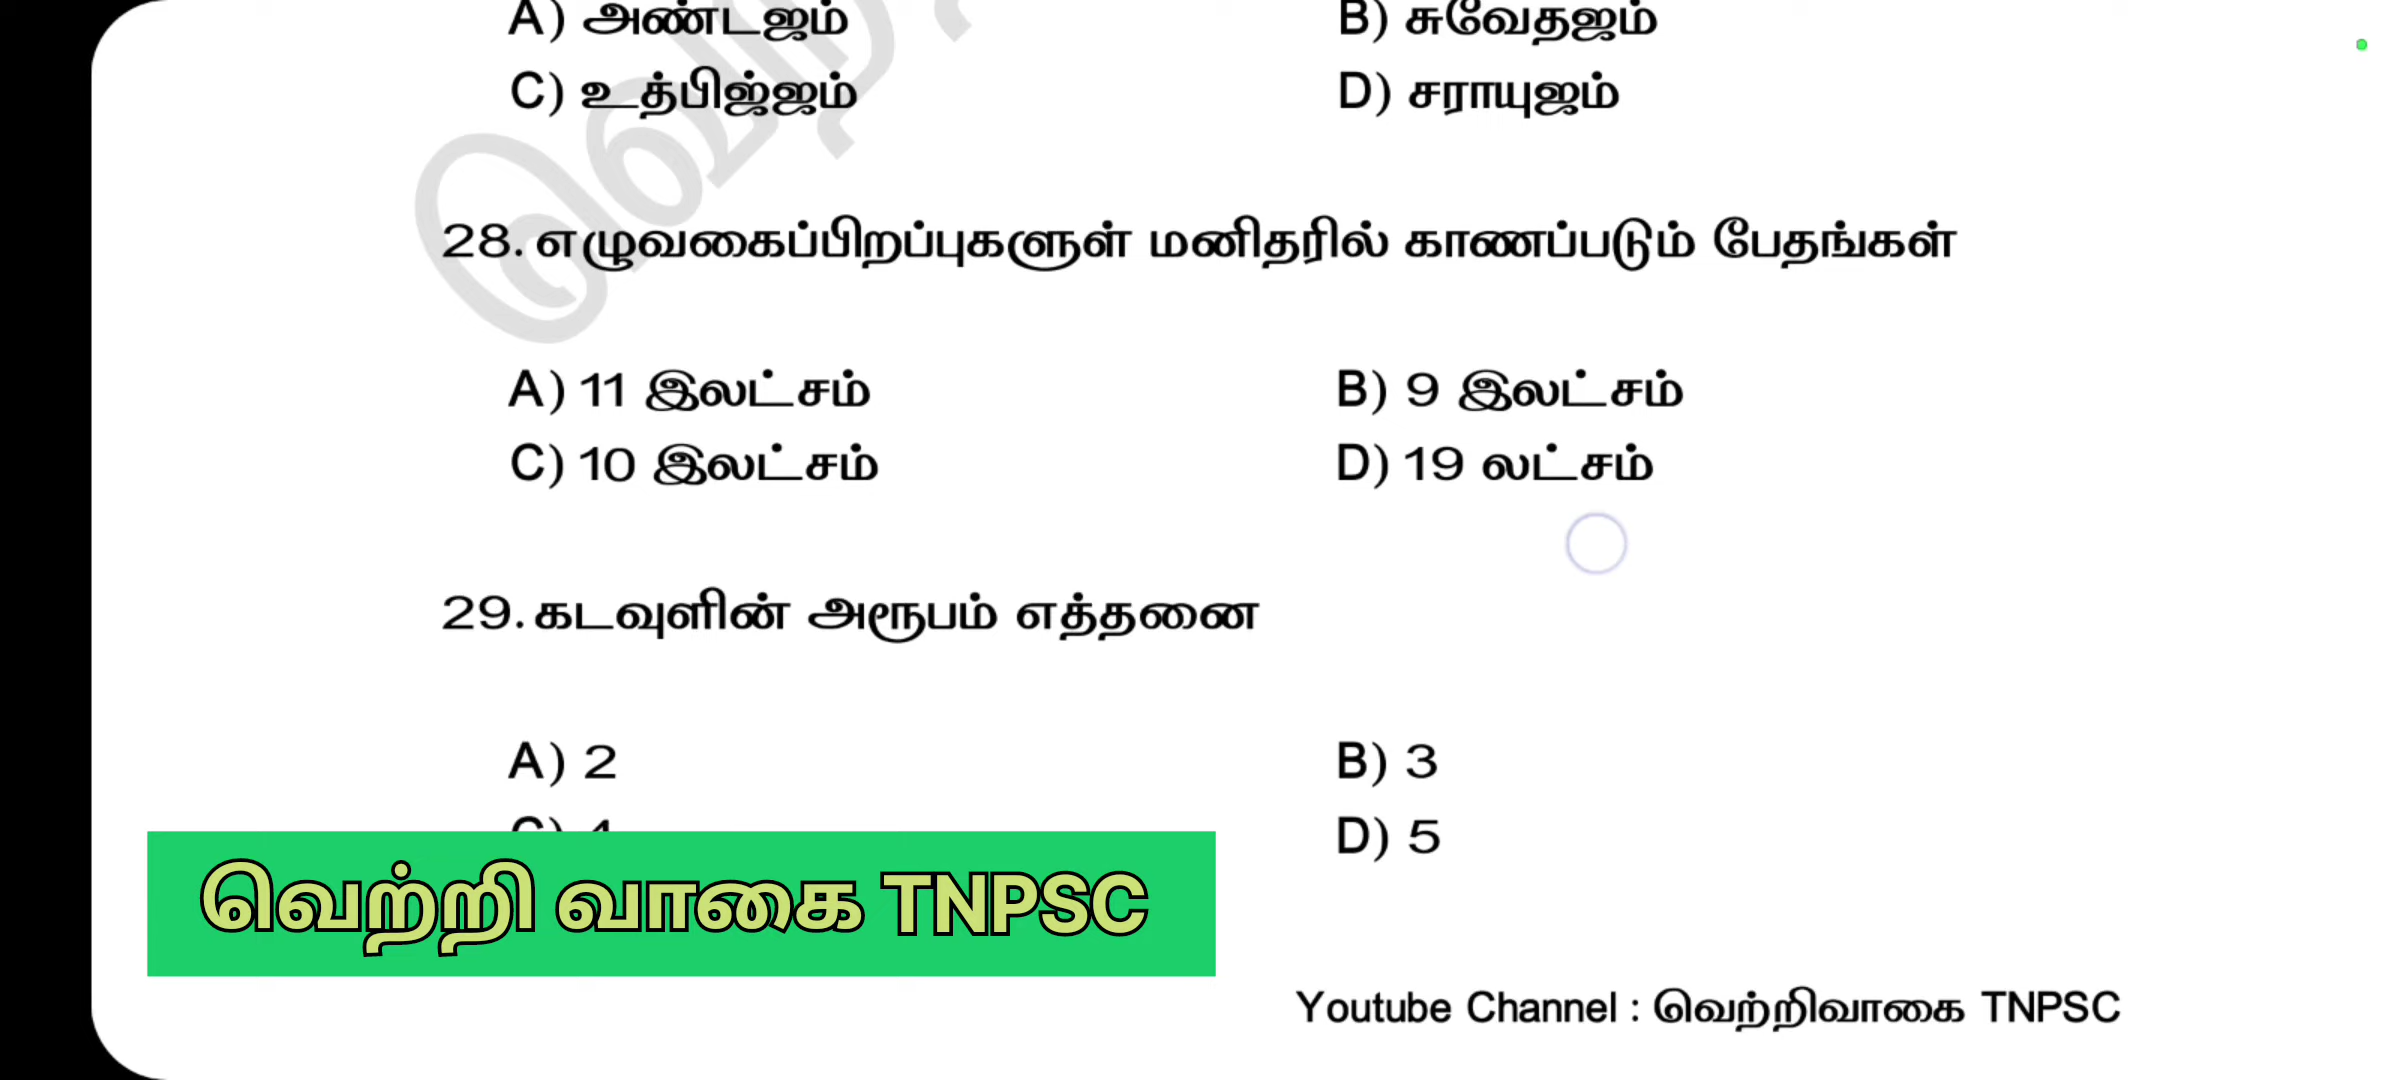 A) அண்டஜம் B) சுவேதஜம்
C) உத்பிஜ்ஜம் D) சராயுஜம்
28. எழுவகைப்பிறப்புகளுள் மனிதரில் காணப்படும் பேதங்கள்
A) 11 இலட்சம் B) 9 இலட்சம்
C) 10 இலட்சம் D) 19 லட்சம்
29. கடவுளின் அரூபம் எத்தனை
A) 2 B) 3
D) 5
வெற்றி வாகை TNPSC
Youtube Channel : வெற்றிவாகை TNPSC